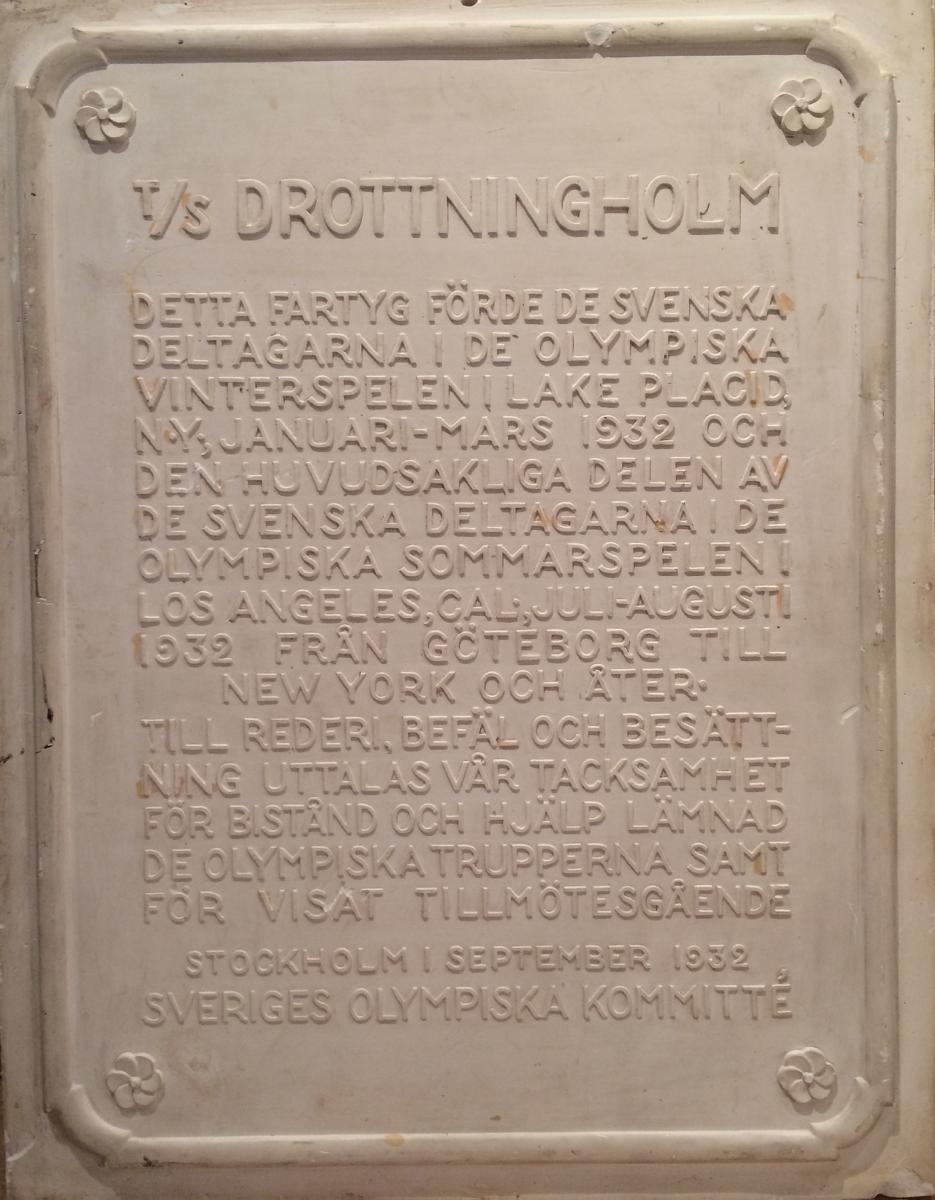 T/S DROTTNINGHOLM
DETTA FARTYG FÖRDE DE SVENSKA
DELTAGARNA I DE OLYMPISKA
VINTERSPELEN I LAKE PLACID,
N.Y., JANUARI-MARS 1932 OCH
DEN HUVUDSAKLIGA DELEN AV
DE SVENSKA DELTAGARNA I DE
OLYMPISKA SOMMARSPELEN I
LOS ANGELES, CAL., JULI-AUGUSTI
1932 FRÅN GÖTEBORG TILL
NEW YORK OCH ÅTER.
TILL REDERI, BEFÄL OCH BESÄTT-
NING UTTALAS VÅR TACKSAMHET
FÖR BISTÅND OCH HJÄLP LÄMNAD
DE OLYMPISKA TRUPPERNA SAMT
FÖR VISAT TILLMÖTESGÅENDE
STOCKHOLM I SEPTEMBER 1932
SVERIGES OLYMPISKA KOMMITTÉ